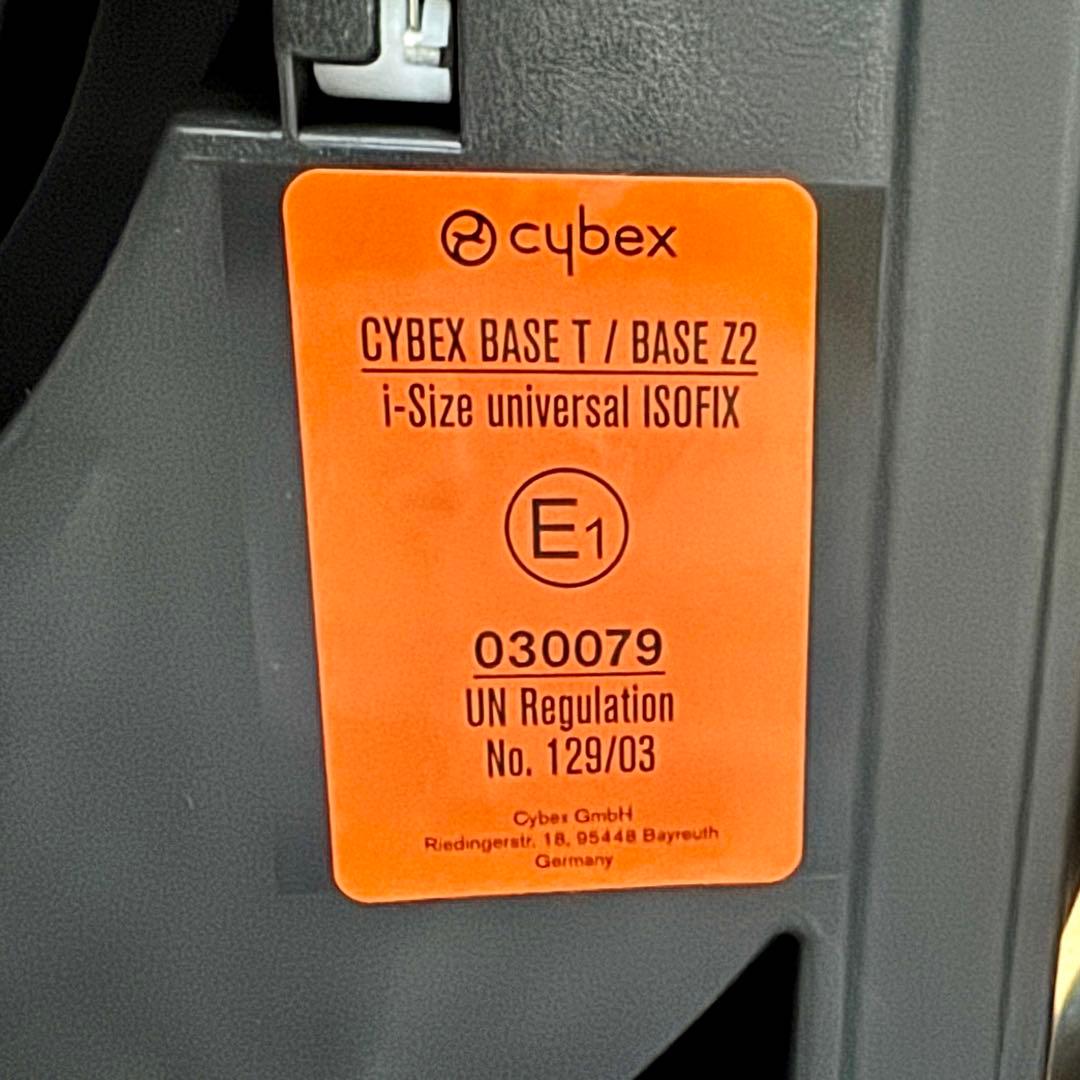 cybex
CYBEX BASE T / BASE Z2
i-Size universal ISOFIX
E1
030079
UN Regulation
No. 129/03
Cybex GmbH
Riedingerstr. 18, 95448 Bayreuth
Germany